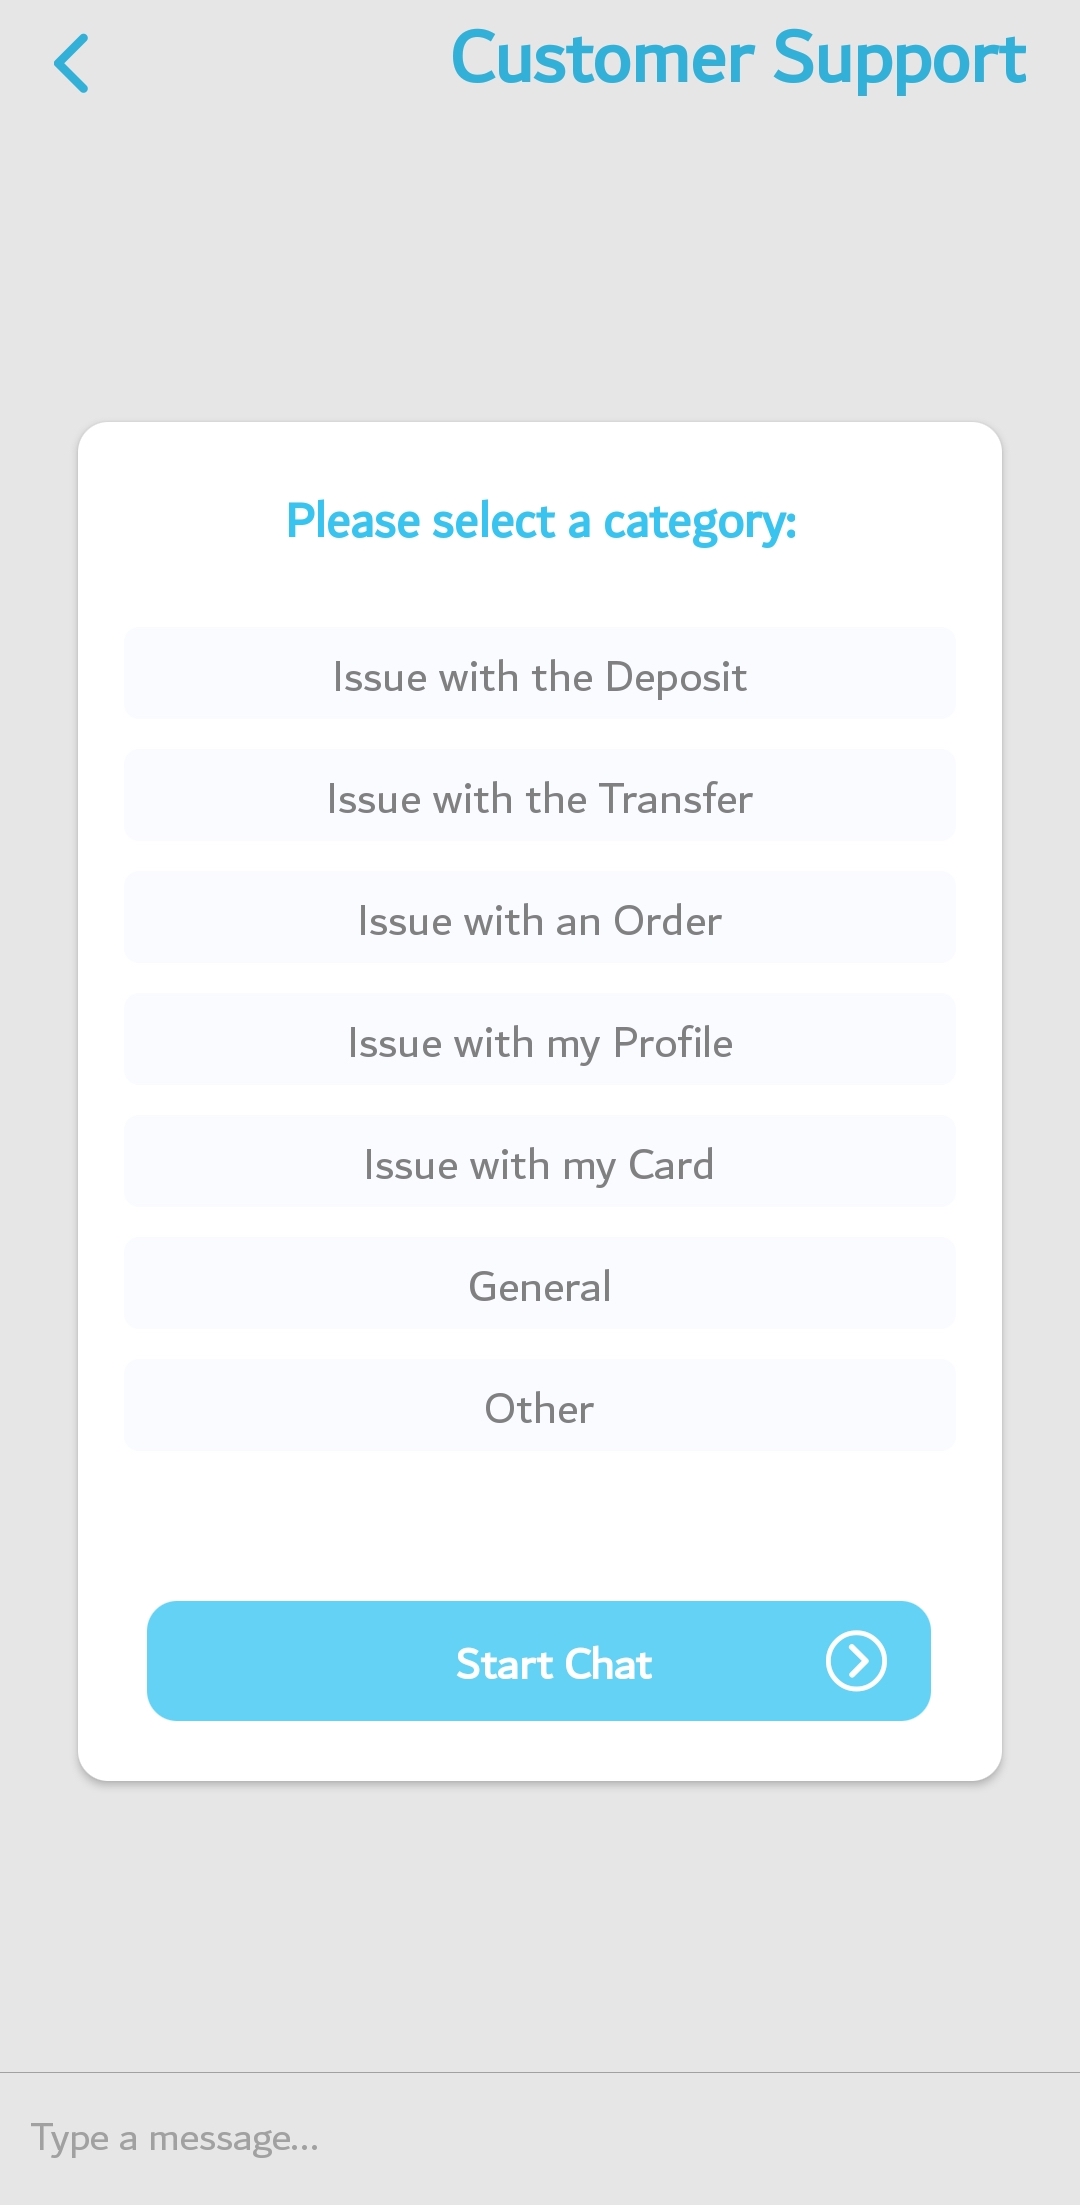 Customer Support
Please select a category:
Issue with the Deposit
Issue with the Transfer
Issue with an Order
Issue with my Profile
Issue with my Card
General
Other
Start Chat
Type a message...